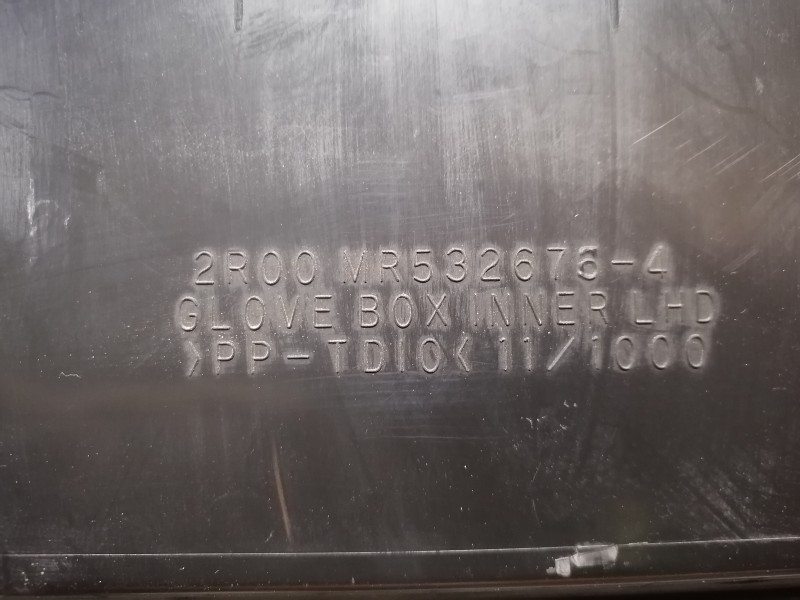 2R00 MR532676-4
GLOVE BOX INNER LHD
>PP-TD10< 11/1000